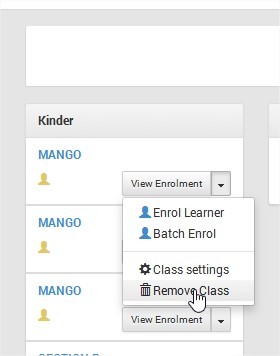 Kinder
MANGO
View Enrolment
Enrol Learner
Batch Enrol
Class settings
Remove Class
MANGO
MANGO
View Enrolment